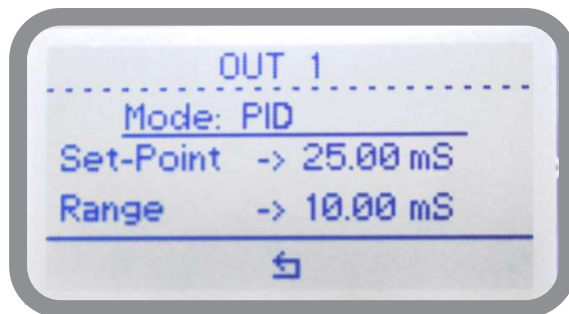 OUT 1
Mode: PID
Set-Point -> 25.00 mS
Range -> 10.00 mS